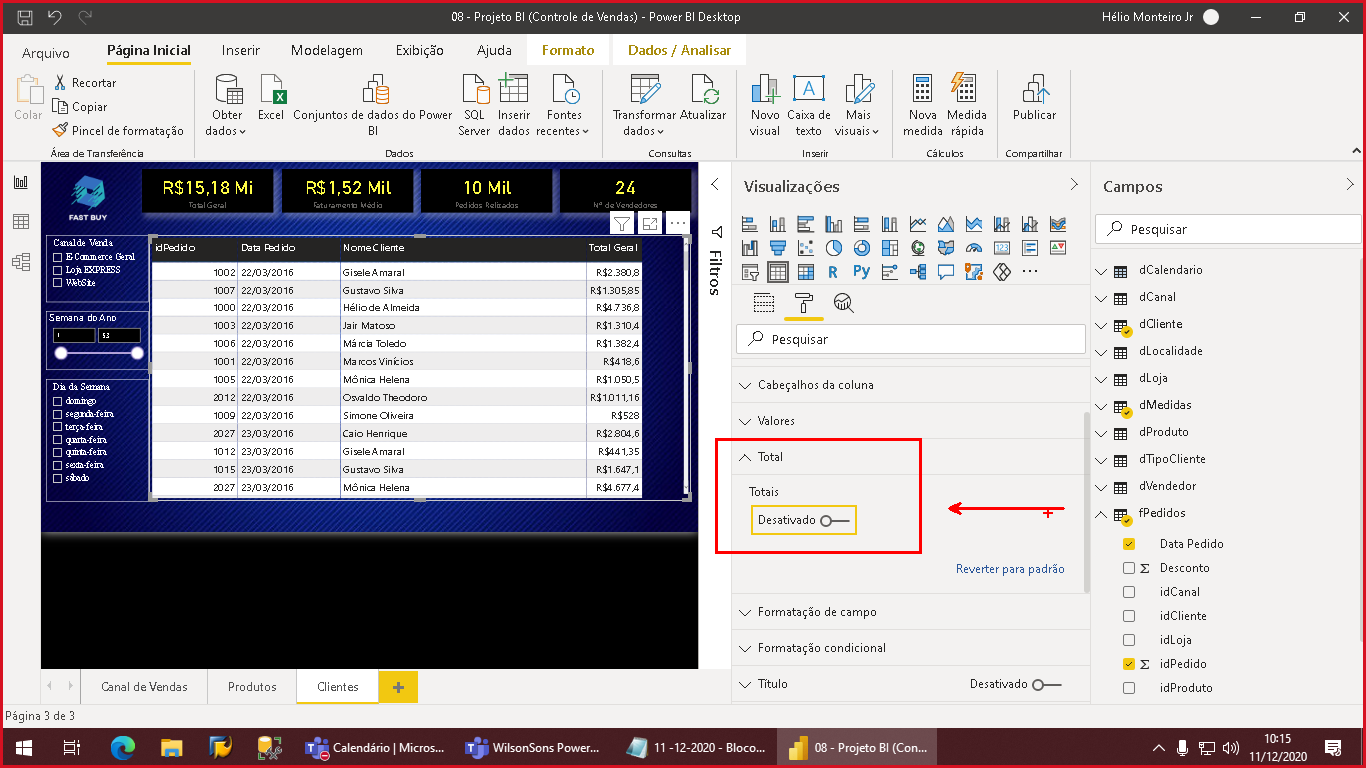 08 - Projeto BI (Controle de Vendas) - Power BI Desktop
Hélio Monteiro Jr
Arquivo
Página Inicial
Inserir
Modelagem
Exibição
Ajuda
Formato
Dados / Analisar
Colar
Recortar
Copiar
Pincel de formatação
Obter dados
Excel
Conjuntos de dados do Power BI
SQL Server
Inserir dados
Fontes recentes
Transformar dados
Atualizar
Novo visual
Caixa de texto
Mais visuais
Nova medida
Medida rápida
Publicar
Área de Transferência
Dados
Consultas
Inserir
Cálculos
Compartilhar
FAST BUY
R$15,18 Mi
Total Geral
R$1,52 Mil
Faturamento Médio
10 Mil
Pedidos Relizados
24
Nº de Vendedores
Canal de Venda
E-Commerce Geral
Loja EXPRESS
WebSite
Semana do Ano
1
53
Dia da Semana
domingo
segunda-feira
terça-feira
quarta-feira
quinta-feira
sexta-feira
sábado
idPedido Data Pedido Nome Cliente Total Geral
1002 22/03/2016 Gisele Amaral R$2.380,8
1007 22/03/2016 Gustavo Silva R$1.305,85
1000 22/03/2016 Hélio de Almeida R$4.736,8
1003 22/03/2016 Jair Matoso R$1.310,4
1006 22/03/2016 Márcia Toledo R$1.382,4
1001 22/03/2016 Marcos Vinícios R$418,6
1005 22/03/2016 Mônica Helena R$1.050,5
2012 22/03/2016 Osvaldo Theodoro R$1.011,16
1009 22/03/2016 Simone Oliveira R$528
2027 23/03/2016 Caio Henrique R$2.804,6
1012 23/03/2016 Gisele Amaral R$441,35
1015 23/03/2016 Gustavo Silva R$1.647,1
2027 23/03/2016 Mônica Helena R$4.677,4
Filtros
Visualizações
R
Py
Pesquisar
Cabeçalhos da coluna
Valores
Total
Totais
Desativado
Reverter para padrão
Formatação de campo
Formatação condicional
Título
Desativado
Campos
Pesquisar
dCalendario
dCanal
dCliente
dLocalidade
dLoja
dMedidas
dProduto
dTipoCliente
dVendedor
fPedidos
Data Pedido
Desconto
idCanal
idCliente
idLoja
idPedido
idProduto
Canal de Vendas
Produtos
Clientes
Página 3 de 3
Calendário | Micros...
WilsonSons Power...
11 -12-2020 - Bloco...
08 - Projeto BI (Con...
10:15
11/12/2020